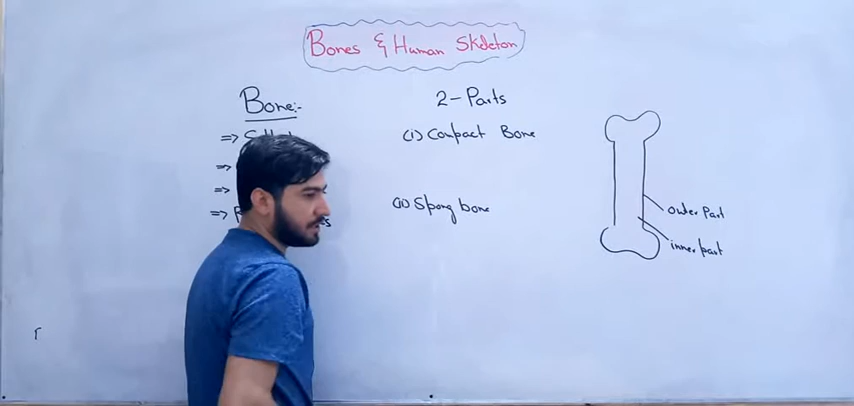 Bones & Human Skeleton
Bone:-
=>
=>
=>
=>
2-Parts
(i) Compact Bone
(ii) Spong bone
outer Part
inner part